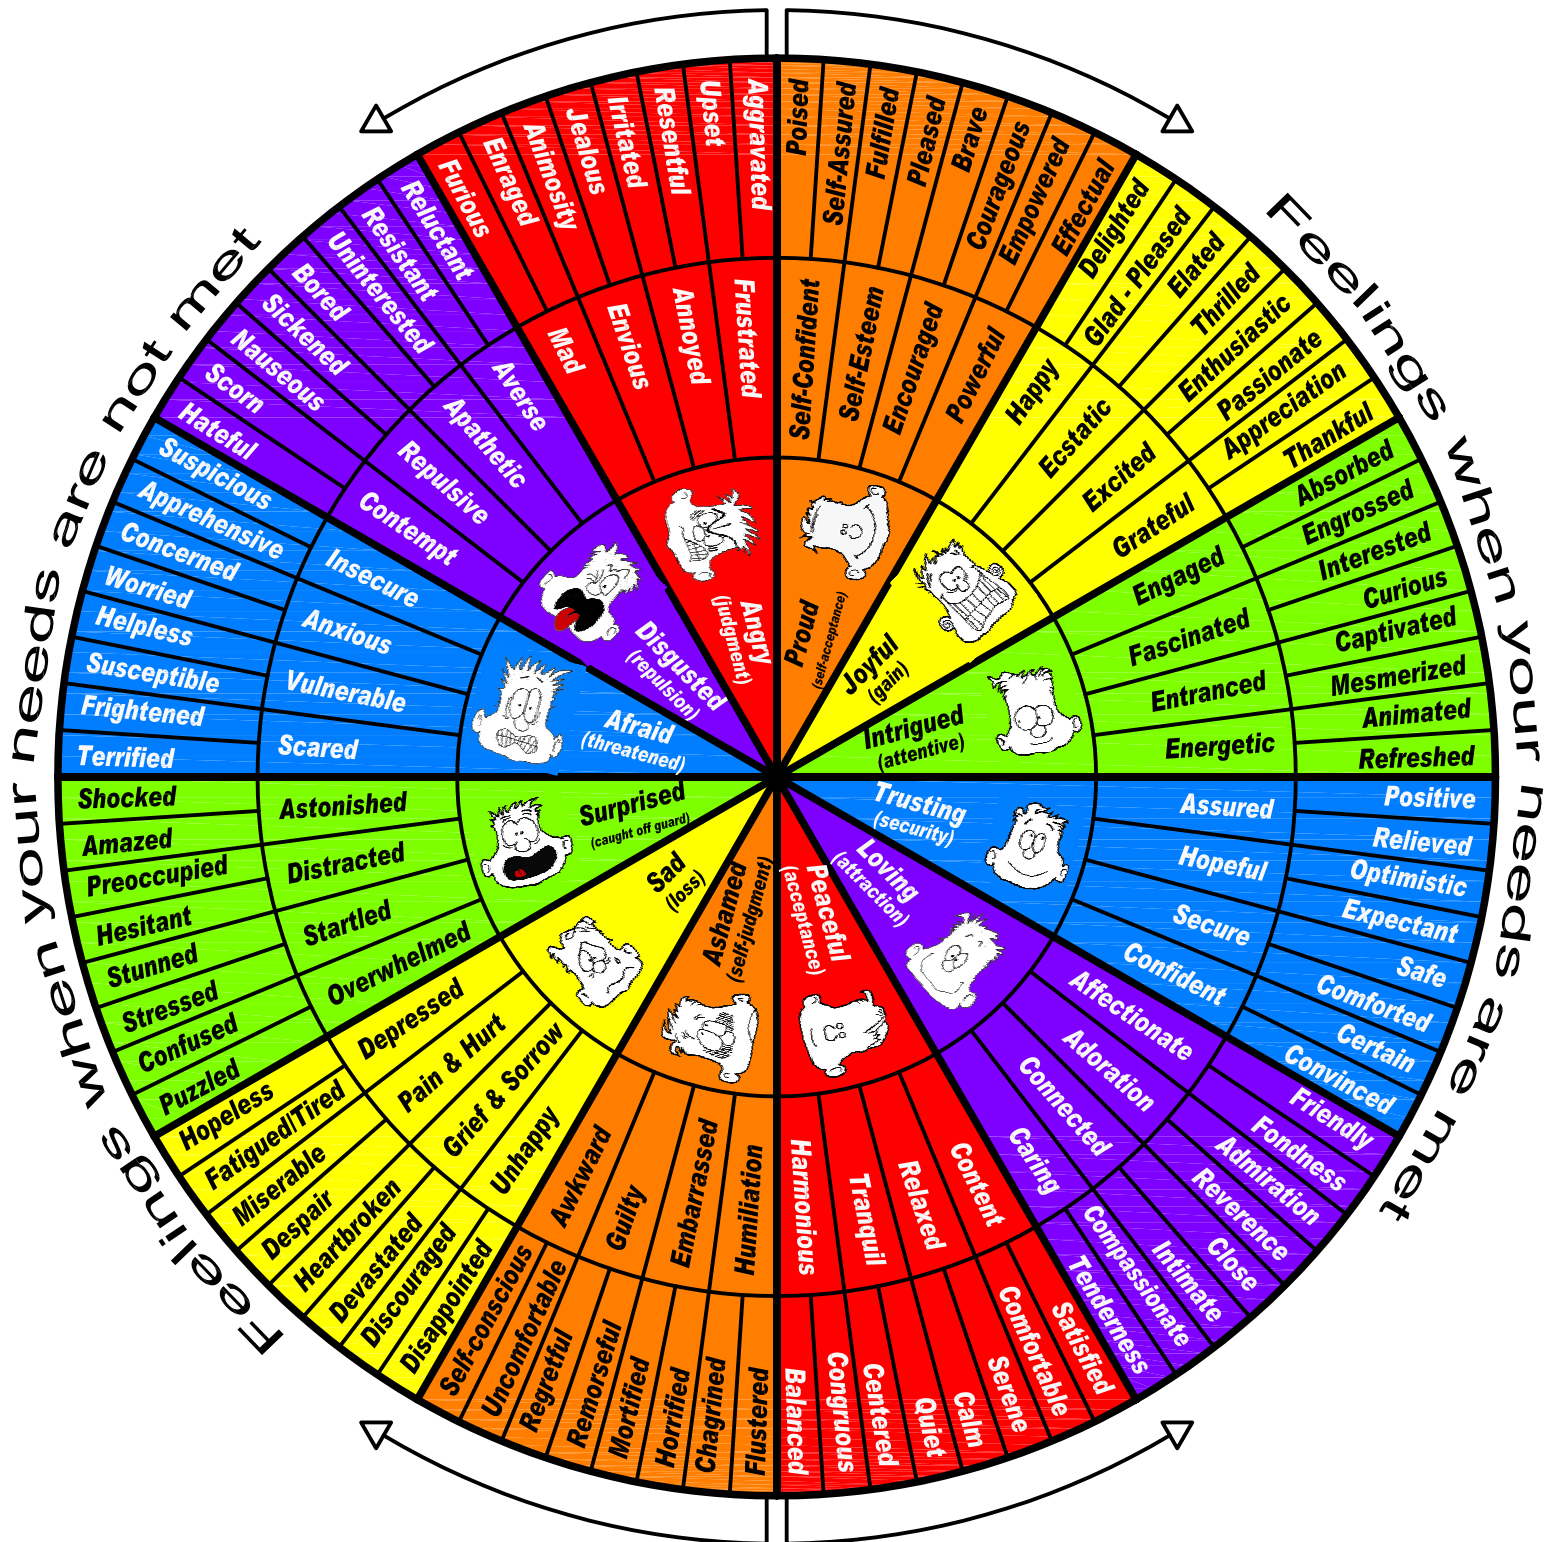 Feelings when your needs are met
Feelings when your needs are not met
Proud
(self-acceptance)
Self-Confident
Self-Esteem
Encouraged
Powerful
Poised
Self-Assured
Fulfilled
Pleased
Brave
Courageous
Empowered
Effectual
Joyful
(gain)
Happy
Ecstatic
Excited
Grateful
Delighted
Glad - Pleased
Elated
Thrilled
Enthusiastic
Passionate
Appreciation
Thankful
Intrigued
(attentive)
Engaged
Fascinated
Entranced
Energetic
Absorbed
Engrossed
Interested
Curious
Captivated
Mesmerized
Animated
Refreshed
Trusting
(security)
Assured
Hopeful
Secure
Confident
Positive
Relieved
Optimistic
Expectant
Safe
Comforted
Certain
Convinced
Loving
(attraction)
Affectionate
Adoration
Connected
Caring
Friendly
Fondness
Admiration
Reverence
Close
Intimate
Compassionate
Tenderness
Peaceful
(acceptance)
Content
Relaxed
Tranquil
Harmonious
Satisfied
Comfortable
Serene
Calm
Quiet
Centered
Congruous
Balanced
Ashamed
(self-judgment)
Humiliation
Embarrassed
Guilty
Awkward
Flustered
Chagrined
Horrified
Mortified
Remorseful
Regretful
Uncomfortable
Self-conscious
Sad
(loss)
Unhappy
Grief & Sorrow
Pain & Hurt
Depressed
Disappointed
Discouraged
Devastated
Heartbroken
Despair
Miserable
Fatigued/Tired
Hopeless
Surprised
(caught off guard)
Overwhelmed
Startled
Distracted
Astonished
Puzzled
Confused
Stressed
Stunned
Hesitant
Preoccupied
Amazed
Shocked
Afraid
(threatened)
Scared
Vulnerable
Anxious
Insecure
Terrified
Frightened
Susceptible
Helpless
Worried
Concerned
Apprehensive
Suspicious
Disgusted
(repulsion)
Contempt
Repulsive
Apathetic
Averse
Hateful
Scorn
Nauseous
Sickened
Bored
Uninterested
Resistant
Reluctant
Angry
(judgment)
Mad
Envious
Annoyed
Frustrated
Furious
Enraged
Animosity
Jealous
Irritated
Resentful
Upset
Aggravated